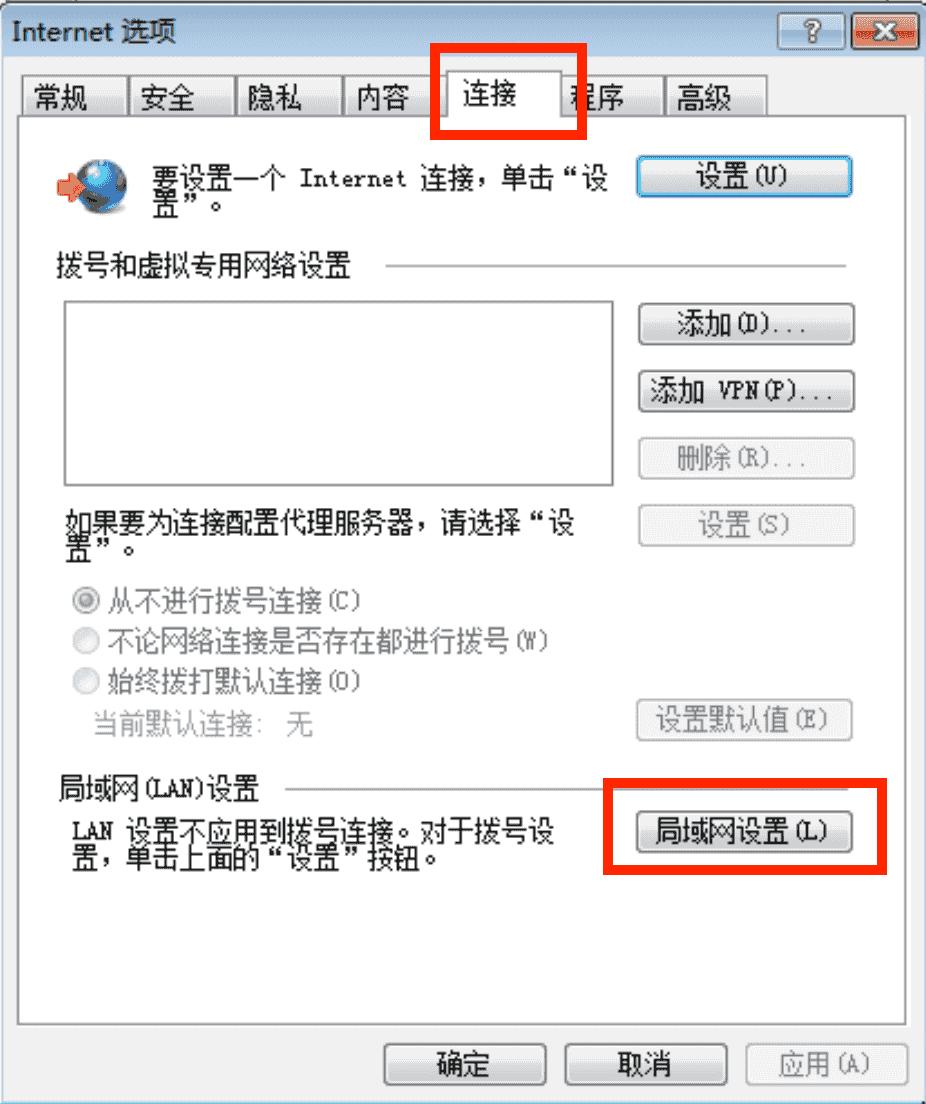 Internet 选项
常规 安全 隐私 内容 连接 程序 高级
要设置一个 Internet 连接，单击“设
置”。
设置(U)
拨号和虚拟专用网络设置
添加(D)...
添加 VPN(P)...
删除(R)...
如果要为连接配置代理服务器，请选择“设
置”。
设置(S)
从不进行拨号连接(C)
不论网络连接是否存在都进行拨号(W)
始终拨打默认连接(O)
当前默认连接： 无
设置默认值(E)
局域网(LAN)设置
LAN 设置不应用到拨号连接。对于拨号设
置，单击上面的“设置”按钮。
局域网设置(L)
确定 取消 应用(A)